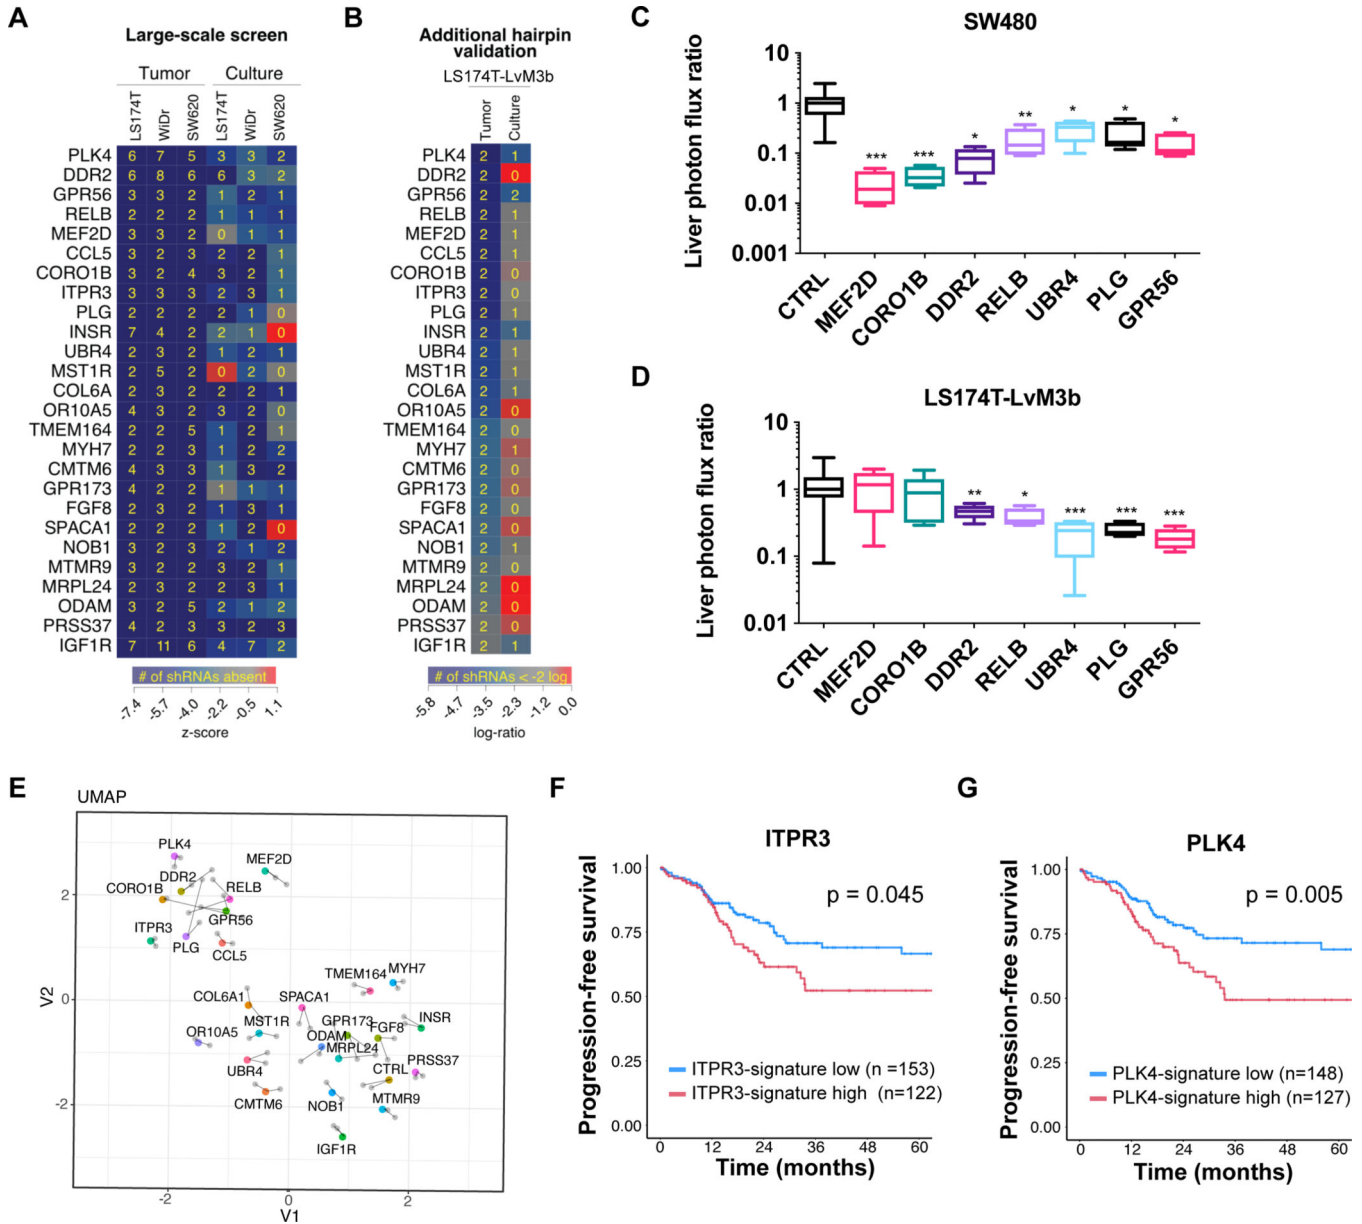 A
Large-scale screen
Tumor Culture
LS174T WiDr SW620 LS174T WiDr SW620
PLK4 6 7 5 3 3 2
DDR2 6 8 6 6 3 2
GPR56 3 3 2 1 2 1
RELB 2 2 2 1 1 1
MEF2D 3 3 2 0 1 1
CCL5 3 2 3 2 2 1
CORO1B 3 2 4 3 2 1
ITPR3 3 3 3 2 3 1
PLG 2 2 2 2 1 0
INSR 7 4 2 2 1 0
UBR4 2 3 2 1 2 1
MST1R 2 5 2 0 2 0
COL6A 2 3 2 2 2 1
OR10A5 4 3 2 3 2 0
TMEM164 2 2 5 1 2 1
MYH7 2 2 3 1 2 2
CMTM6 4 3 3 1 3 2
GPR173 4 2 2 1 1 1
FGF8 2 2 3 1 3 1
SPACA1 3 2 2 1 2 0
NOB1 3 2 3 2 1 2
MTMR9 3 2 2 3 2 1
MRPL24 2 3 2 2 3 1
ODAM 3 2 5 2 1 2
PRSS37 4 2 3 3 2 3
IGF1R 7 11 6 4 7 2
# of shRNAs absent
-7.4 -5.7 -4.0 -2.2 -0.5 1.1
z-score
B
Additional hairpin
validation
LS174T-LvM3b
Tumor Culture
PLK4 2 1
DDR2 2 0
GPR56 2 2
RELB 2 1
MEF2D 2 1
CCL5 2 1
CORO1B 2 0
ITPR3 2 0
PLG 2 1
INSR 2 1
UBR4 2 1
MST1R 2 1
COL6A 2 1
OR10A5 2 0
TMEM164 2 0
MYH7 2 1
CMTM6 2 0
GPR173 2 0
FGF8 2 0
SPACA1 2 0
NOB1 2 1
MTMR9 2 0
MRPL24 2 0
ODAM 2 0
PRSS37 2 0
IGF1R 2 1
# of shRNAs < -2 log
-5.8 -4.7 -3.5 -2.3 -1.2 0.0
log-ratio
C
SW480
Liver photon flux ratio
10
1
0.1
0.01
0.001
*** *** * ** * * *
CTRL MEF2D CORO1B DDR2 RELB UBR4 PLG GPR56
D
LS174T-LvM3b
Liver photon flux ratio
10
1
0.1
0.01
** * *** *** ***
CTRL MEF2D CORO1B DDR2 RELB UBR4 PLG GPR56
E
UMAP
PLK4
MEF2D
DDR2
CORO1B RELB
GPR56
ITPR3
PLG CCL5
TMEM164 MYH7
COL6A1 SPACA1
INSR
MST1R GPR173 FGF8
OR10A5 ODAM
MRPL24 PRSS37
UBR4 CTRL
CMTM6 NOB1 MTMR9
IGF1R
V2
2
0
-2
-2 0 2
V1
F
ITPR3
p = 0.045
Progression-free survival
1.00
0.75
0.50
0.25
0.00
ITPR3-signature low (n =153)
ITPR3-signature high (n=122)
0 12 24 36 48 60
Time (months)
G
PLK4
p = 0.005
Progression-free survival
1.00
0.75
0.50
0.25
0.00
PLK4-signature low (n=148)
PLK4-signature high (n=127)
0 12 24 36 48 60
Time (months)